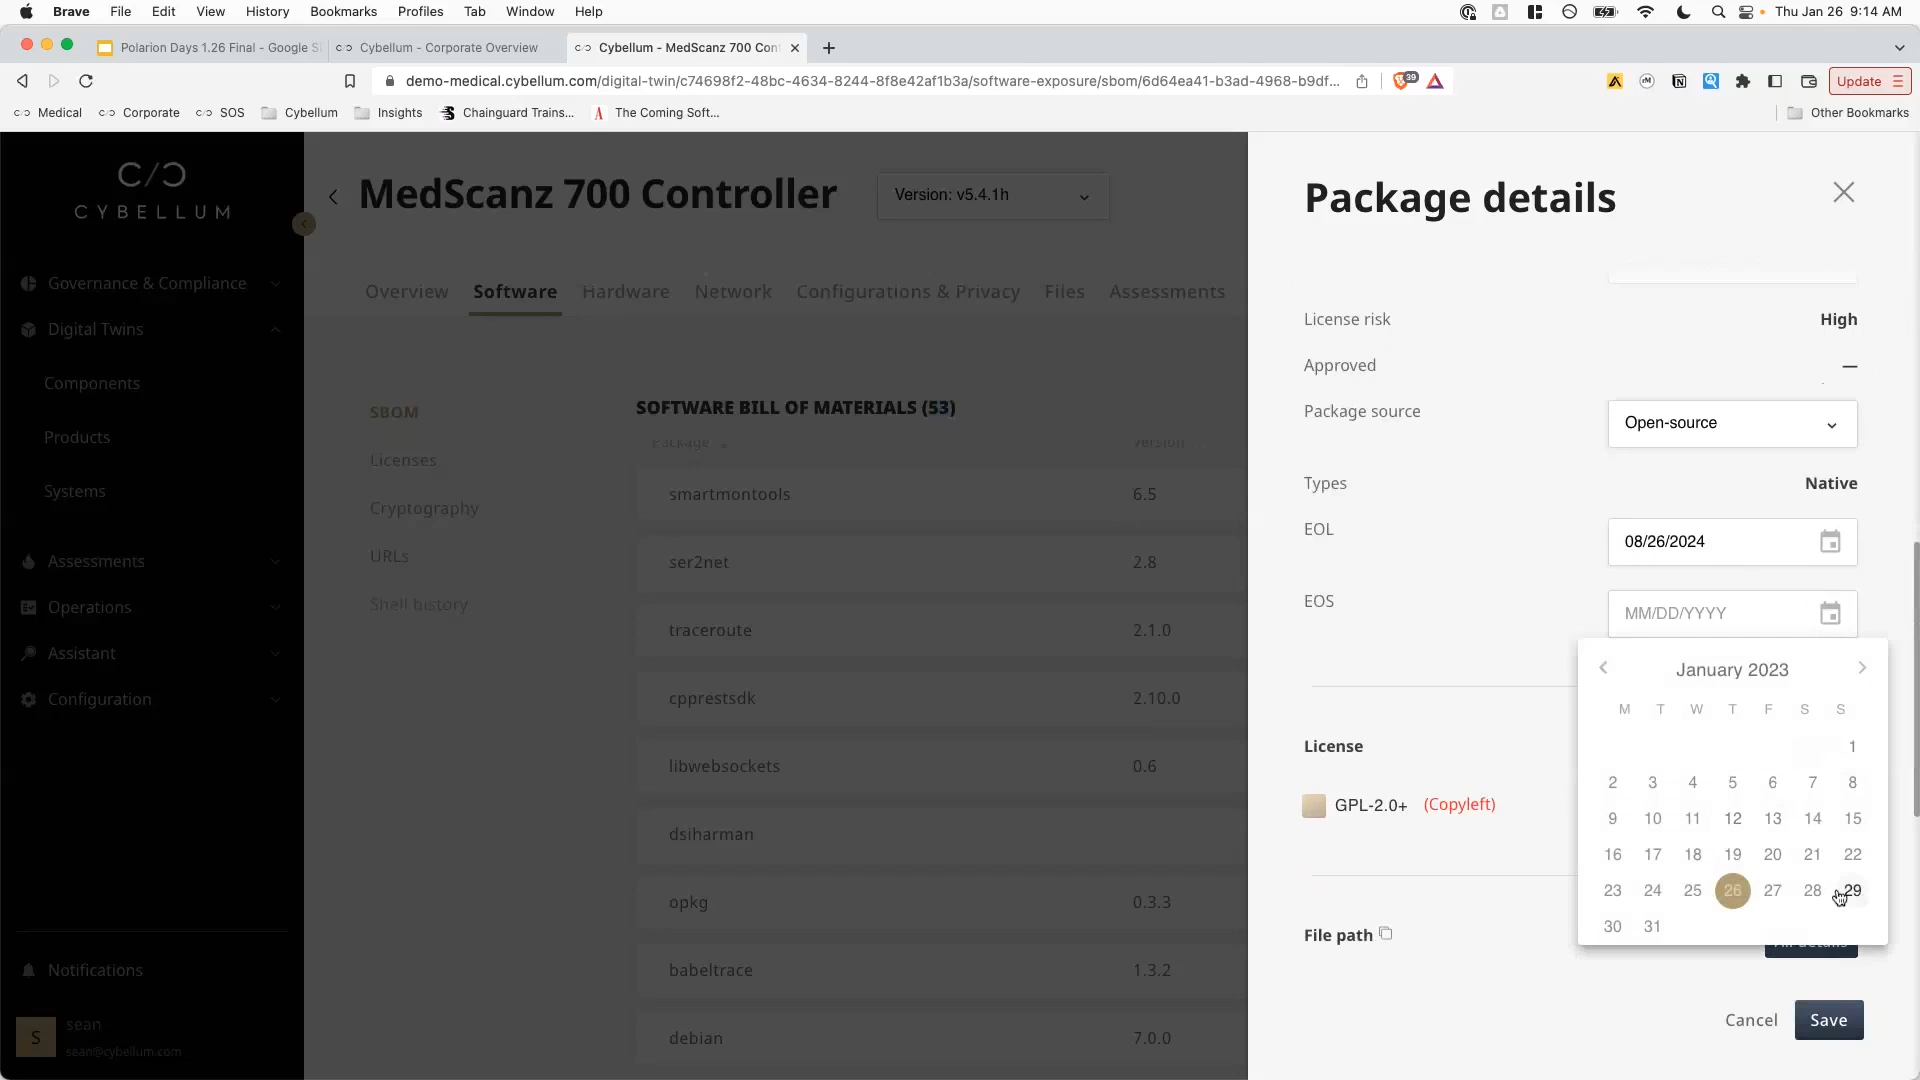 Brave File Edit View History Bookmarks Profiles Tab Window Help Thu Jan 26 9:14 AM
Polarion Days 1.26 Final - Google S
Cybellum - Corporate Overview
Cybellum - MedScanz 700 Cont
demo-medical.cybellum.com/digital-twin/c74698f2-48bc-4634-8244-8f8e42af1b3a/software-exposure/sbom/6d64ea41-b3ad-4968-b9df...
39
Update
Medical Corporate SOS Cybellum Insights Chainguard Trains... The Coming Soft... Other Bookmarks
CYBELLUM
Governance & Compliance
Digital Twins
Components
Products
Systems
Assessments
Operations
Assistant
Configuration
Notifications
S
sean
sean@cybellum.com
MedScanz 700 Controller
Version: v5.4.1h
Overview Software Hardware Network Configurations & Privacy Files Assessments
SBOM
Licenses
Cryptography
URLs
Shell history
SOFTWARE BILL OF MATERIALS (53)
Package Version
smartmontools 6.5
ser2net 2.8
traceroute 2.1.0
cpprestsdk 2.10.0
libwebsockets 0.6
dsiharman
opkg 0.3.3
babeltrace 1.3.2
debian 7.0.0
Package details
License risk High
Approved —
Package source Open-source
Types Native
EOL 08/26/2024
EOS MM/DD/YYYY
January 2023
M T W T F S S
1
2 3 4 5 6 7 8
9 10 11 12 13 14 15
16 17 18 19 20 21 22
23 24 25 26 27 28 29
30 31
License
GPL-2.0+ (Copyleft)
File path
All details
Cancel Save